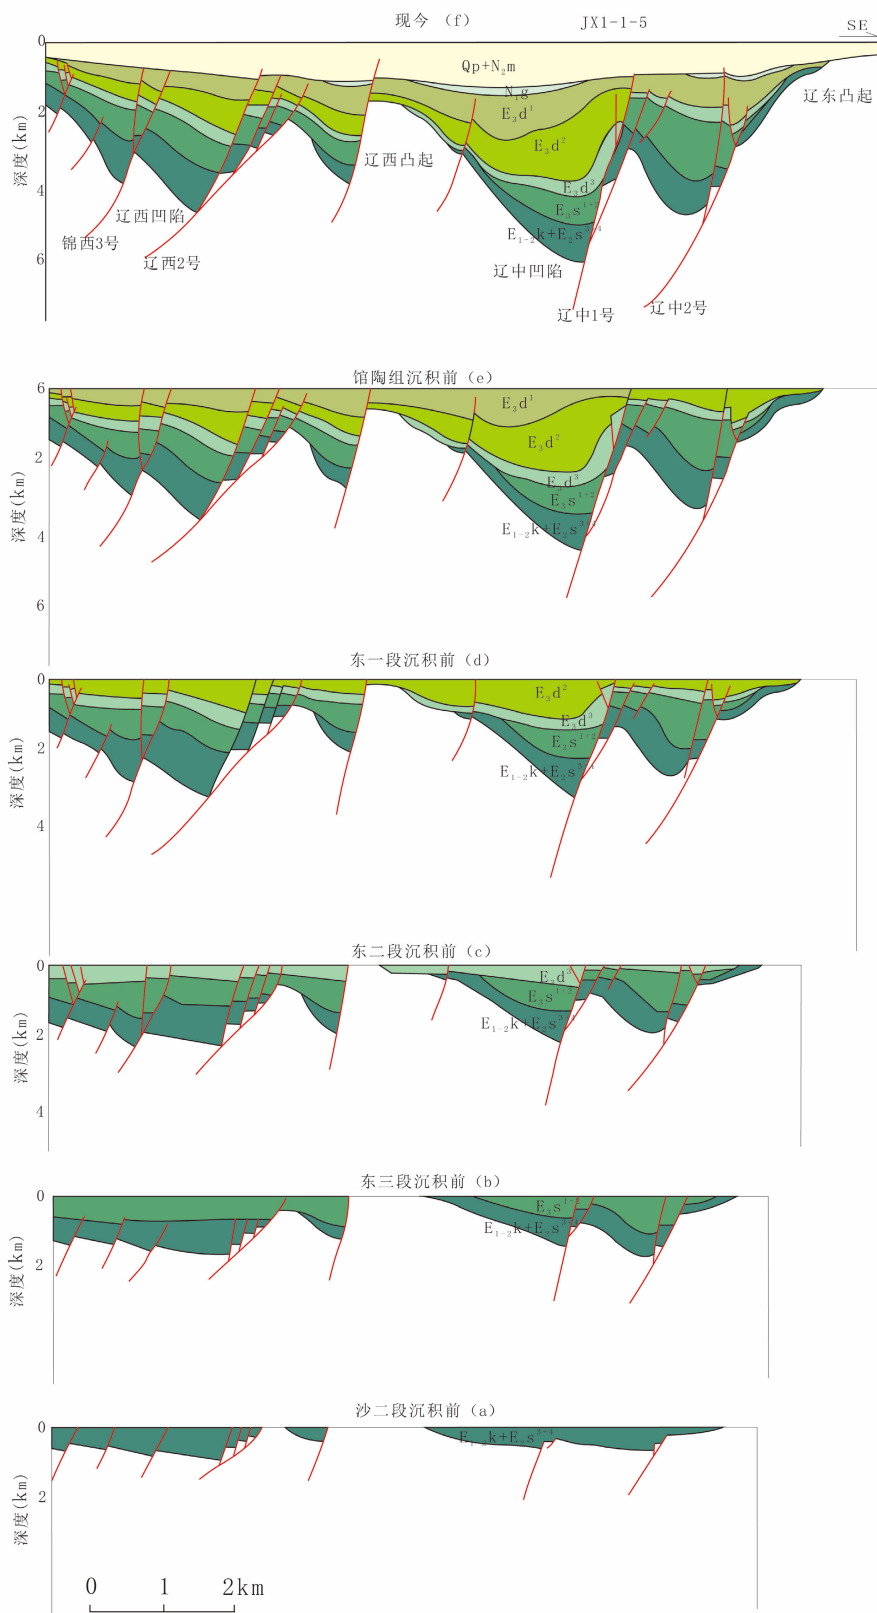 现今 (f)
JX1-1-5
SE
0
2
4
6
深度(km)
Qp+N₂m
N₁g
E₃d¹
E₃d²
E₃d³
E₃s¹⁺²
E₁₋₂k+E₂s³⁺⁴
辽东凸起
辽西凸起
辽西凹陷
锦西3号
辽西2号
辽中凹陷
辽中1号
辽中2号
馆陶组沉积前 (e)
6
2
4
6
深度(km)
E₃d¹
E₃d²
E₃d³
E₃s¹⁺²
E₁₋₂k+E₂s³⁺⁴
东一段沉积前 (d)
0
2
4
深度(km)
E₃d²
E₃d³
E₃s¹⁺²
E₁₋₂k+E₂s³⁺⁴
东二段沉积前 (c)
0
2
4
深度(km)
E₃d³
E₃s¹⁺²
E₁₋₂k+E₂s³⁺⁴
东三段沉积前 (b)
0
2
深度(km)
E₃s¹⁺²
E₁₋₂k+E₂s³⁺⁴
沙二段沉积前 (a)
0
2
深度(km)
E₁₋₂k+E₂s³⁺⁴
0 1 2km